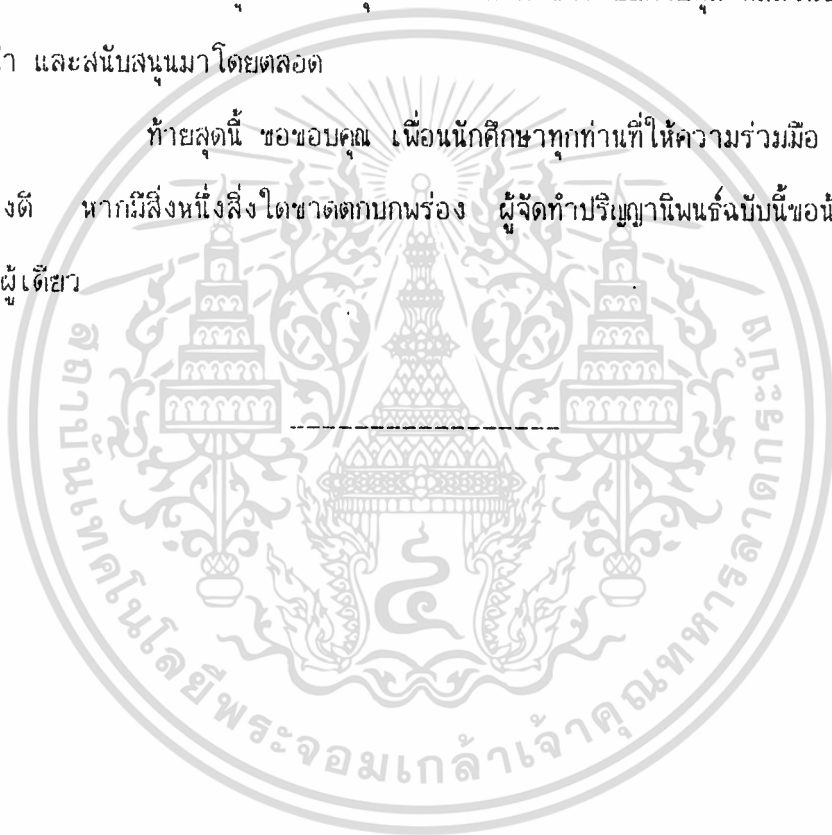 และสนับสนุนมาโดยตลอด
ท้ายสุดนี้ ขอขอบคุณ เพื่อนนักศึกษาทุกท่านที่ให้ความร่วมมือ
งดี หากมีสิ่งหนึ่งสิ่งใดขาดตกบกพร่อง ผู้จัดทำปริญญานิพนธ์ฉบับนี้ขอน้
ผู้เดียว
สถาบันเทคโนโลยีพระจอมเกล้าเจ้าคุณทหารลาดกระบัง